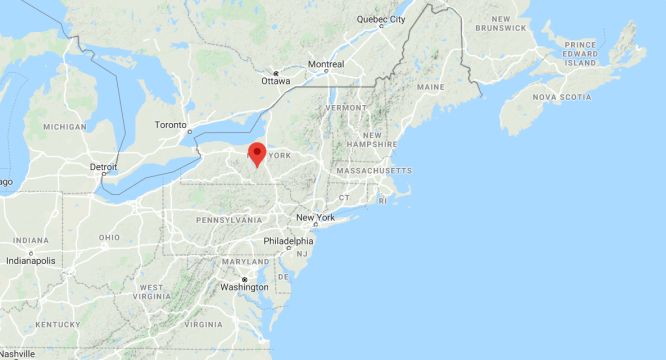 Quebec City
NEW
BRUNSWICK
PRINCE
EDWARD
ISLAND
Montreal
Ottawa
MAINE
NOVA SCOTIA
VERMONT
MICHIGAN
Toronto
NEW
HAMPSHIRE
NEW YORK
Detroit
MASSACHUSETTS
ago
CT
RI
PENNSYLVANIA
New York
OHIO
INDIANA
Philadelphia
Indianapolis
MARYLAND
NJ
DE
WEST
VIRGINIA
Washington
KENTUCKY
VIRGINIA
Nashville